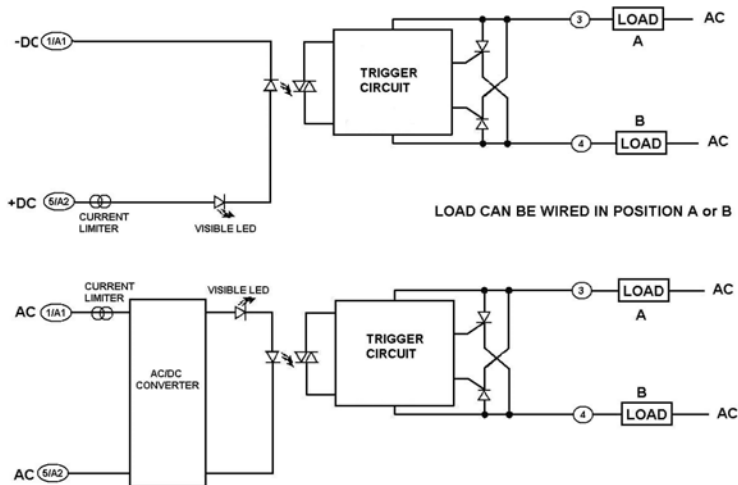 3 LOAD AC
A
-DC 1/A1
TRIGGER
CIRCUIT
B
4 LOAD AC
+DC 5/A2
CURRENT
LIMITER
VISIBLE LED
LOAD CAN BE WIRED IN POSITION A or B
CURRENT
LIMITER
VISIBLE LED
AC 1/A1
3 LOAD AC
A
TRIGGER
CIRCUIT
AC/DC
CONVERTER
B
4 LOAD AC
AC 5/A2